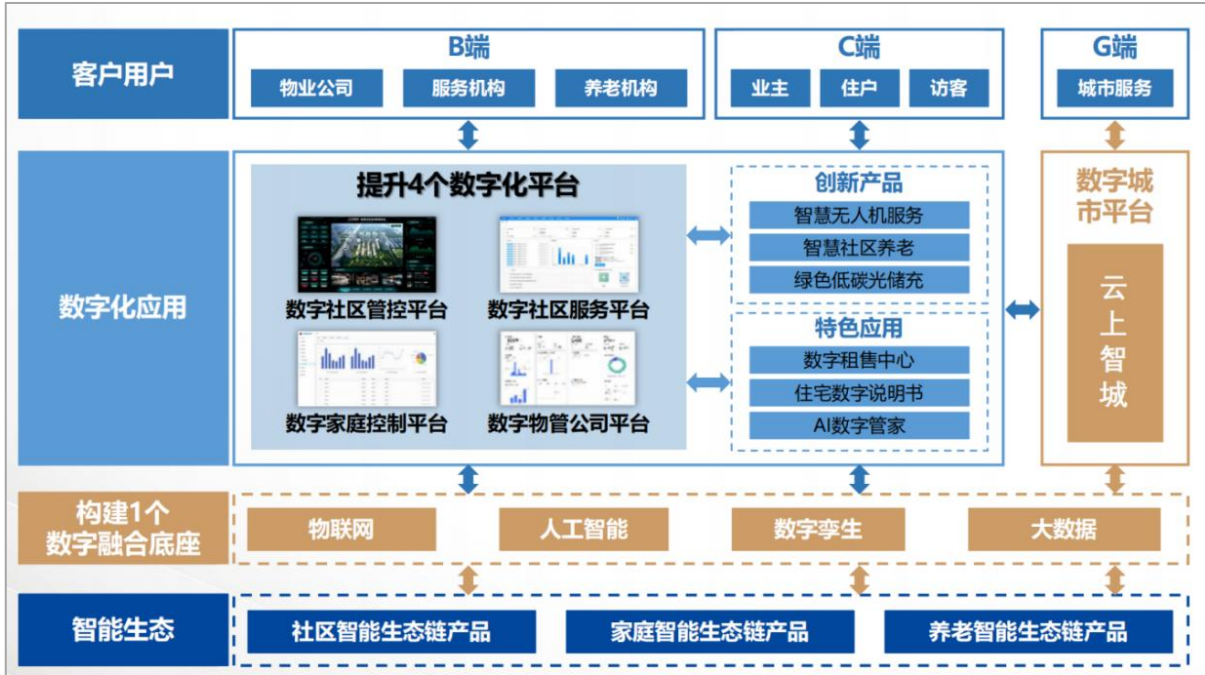 客户用户
B端
物业公司
服务机构
养老机构
C端
业主
住户
访客
G端
城市服务
数字化应用
提升4个数字化平台
数字社区管控平台
数字社区服务平台
数字家庭控制平台
数字物管公司平台
创新产品
智慧无人机服务
智慧社区养老
绿色低碳光储充
特色应用
数字租售中心
住宅数字说明书
AI数字管家
数字城
市平台
云
上
智
城
构建1个
数字融合底座
物联网
人工智能
数字孪生
大数据
智能生态
社区智能生态链产品
家庭智能生态链产品
养老智能生态链产品